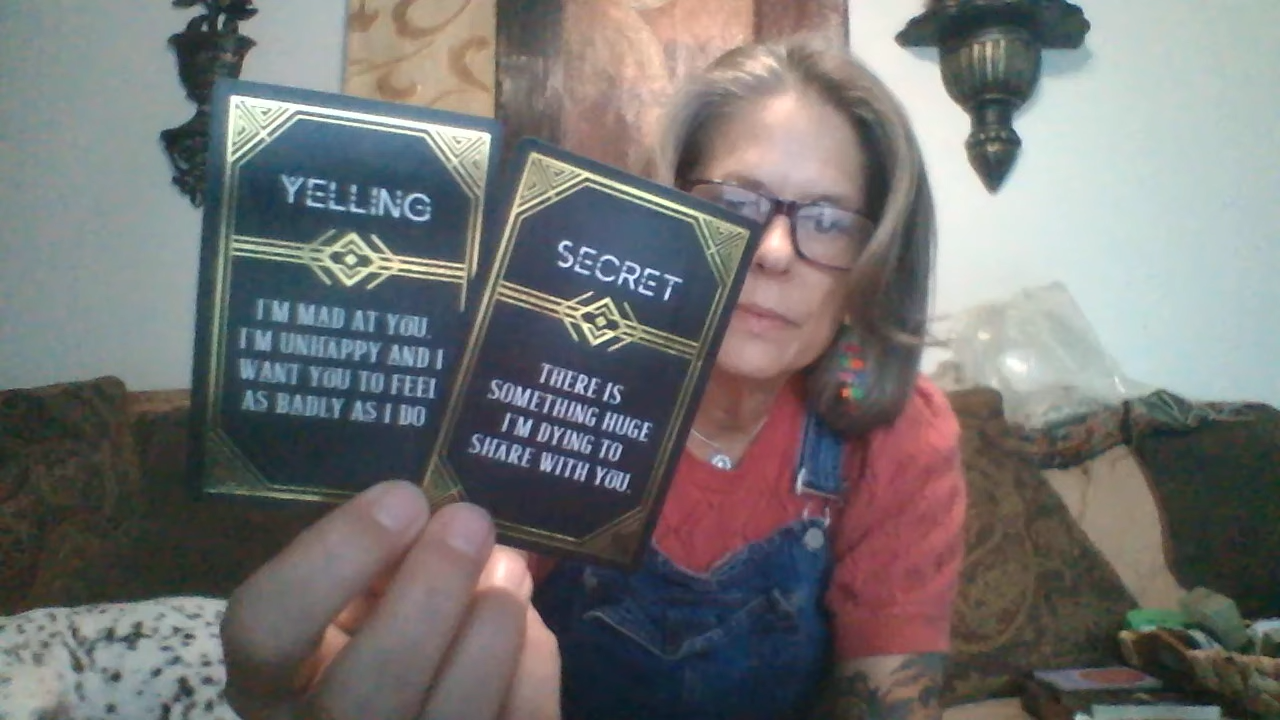 YELLING
I'M MAD AT YOU.
I'M UNHAPPY AND I
WANT YOU TO FEEL
AS BADLY AS I DO
SECRET
THERE IS
SOMETHING HUGE
I'M DYING TO
SHARE WITH YOU.